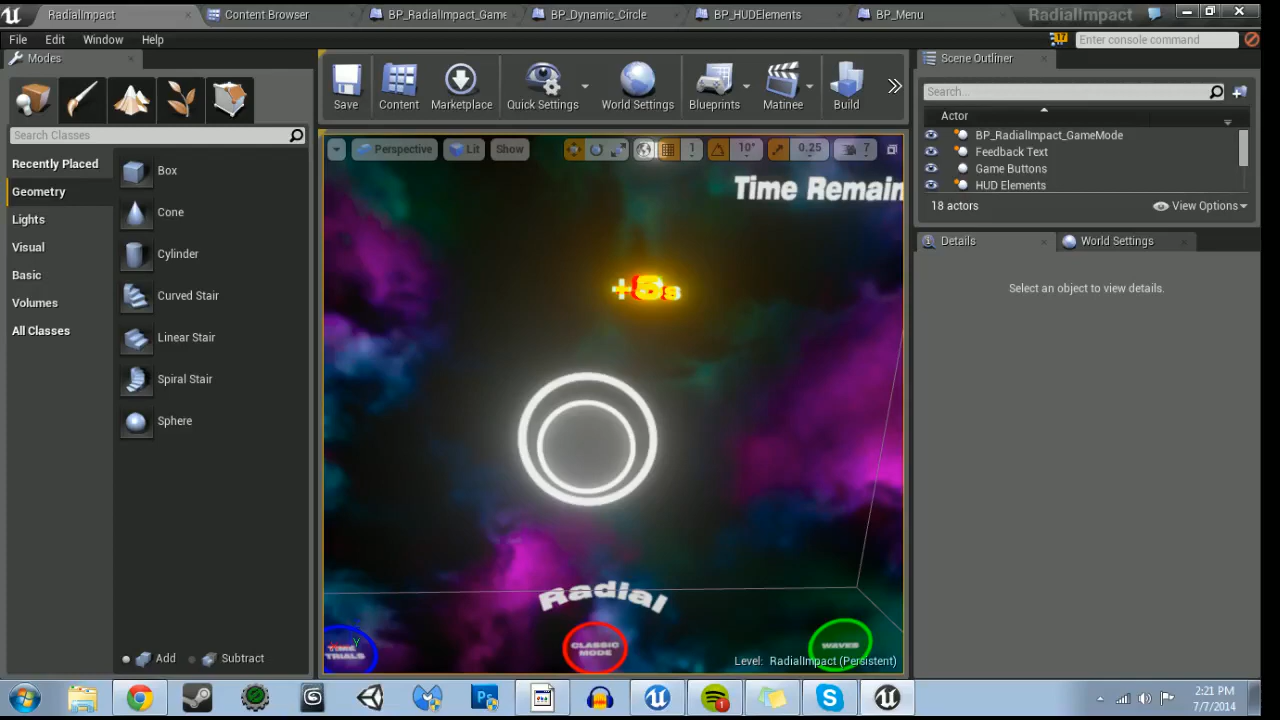 RadialImpact
Content Browser
BP_RadialImpact_Game
BP_Dynamic_Circle
BP_HUDElements
BP_Menu
RadialImpact
File
Edit
Window
Help
17
Enter console command
Modes
Save
Content
Marketplace
Quick Settings
World Settings
Blueprints
Matinee
Build
Scene Outliner
Search...
Actor
BP_RadialImpact_GameMode
Feedback Text
Game Buttons
HUD Elements
18 actors
View Options
Search Classes
Recently Placed
Geometry
Lights
Visual
Basic
Volumes
All Classes
Box
Cone
Cylinder
Curved Stair
Linear Stair
Spiral Stair
Sphere
Add
Subtract
Perspective
Lit
Show
1
10°
0.25
7
Time Remain
Radial
TRIALS
CLASSIC
MODE
WAVES
Level: RadialImpact (Persistent)
Details
World Settings
Select an object to view details.
2:21 PM
7/7/2014